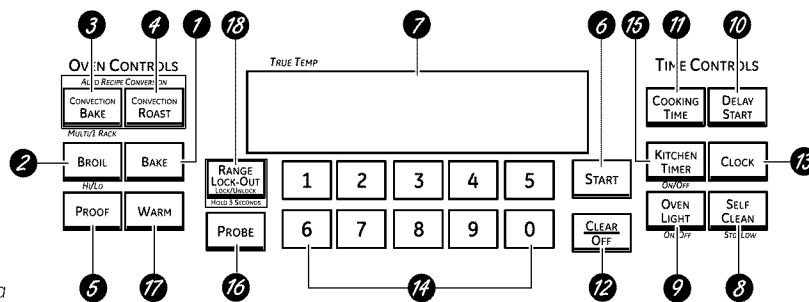 3 4 1 18 7 6 15 11 10
OVEN CONTROLS
AUTO RECIPE CONVERSION
CONVECTION BAKE
CONVECTION ROAST
MULTI/1 RACK
2
BROIL
BAKE
HI/LO
PROOF
WARM
5 17
RANGE
LOCK-OUT
LOCK/UNLOCK
HOLD 3 SECONDS
PROBE
16
TRUE TEMP
1 2 3 4 5
6 7 8 9 0
14
START
CLEAR
OFF
12
TIME CONTROLS
COOKING
TIME
DELAY
START
KITCHEN
TIMER
ON/OFF
CLOCK
13
OVEN
LIGHT
ON/OFF
SELF
CLEAN
STD/LOW
9 8